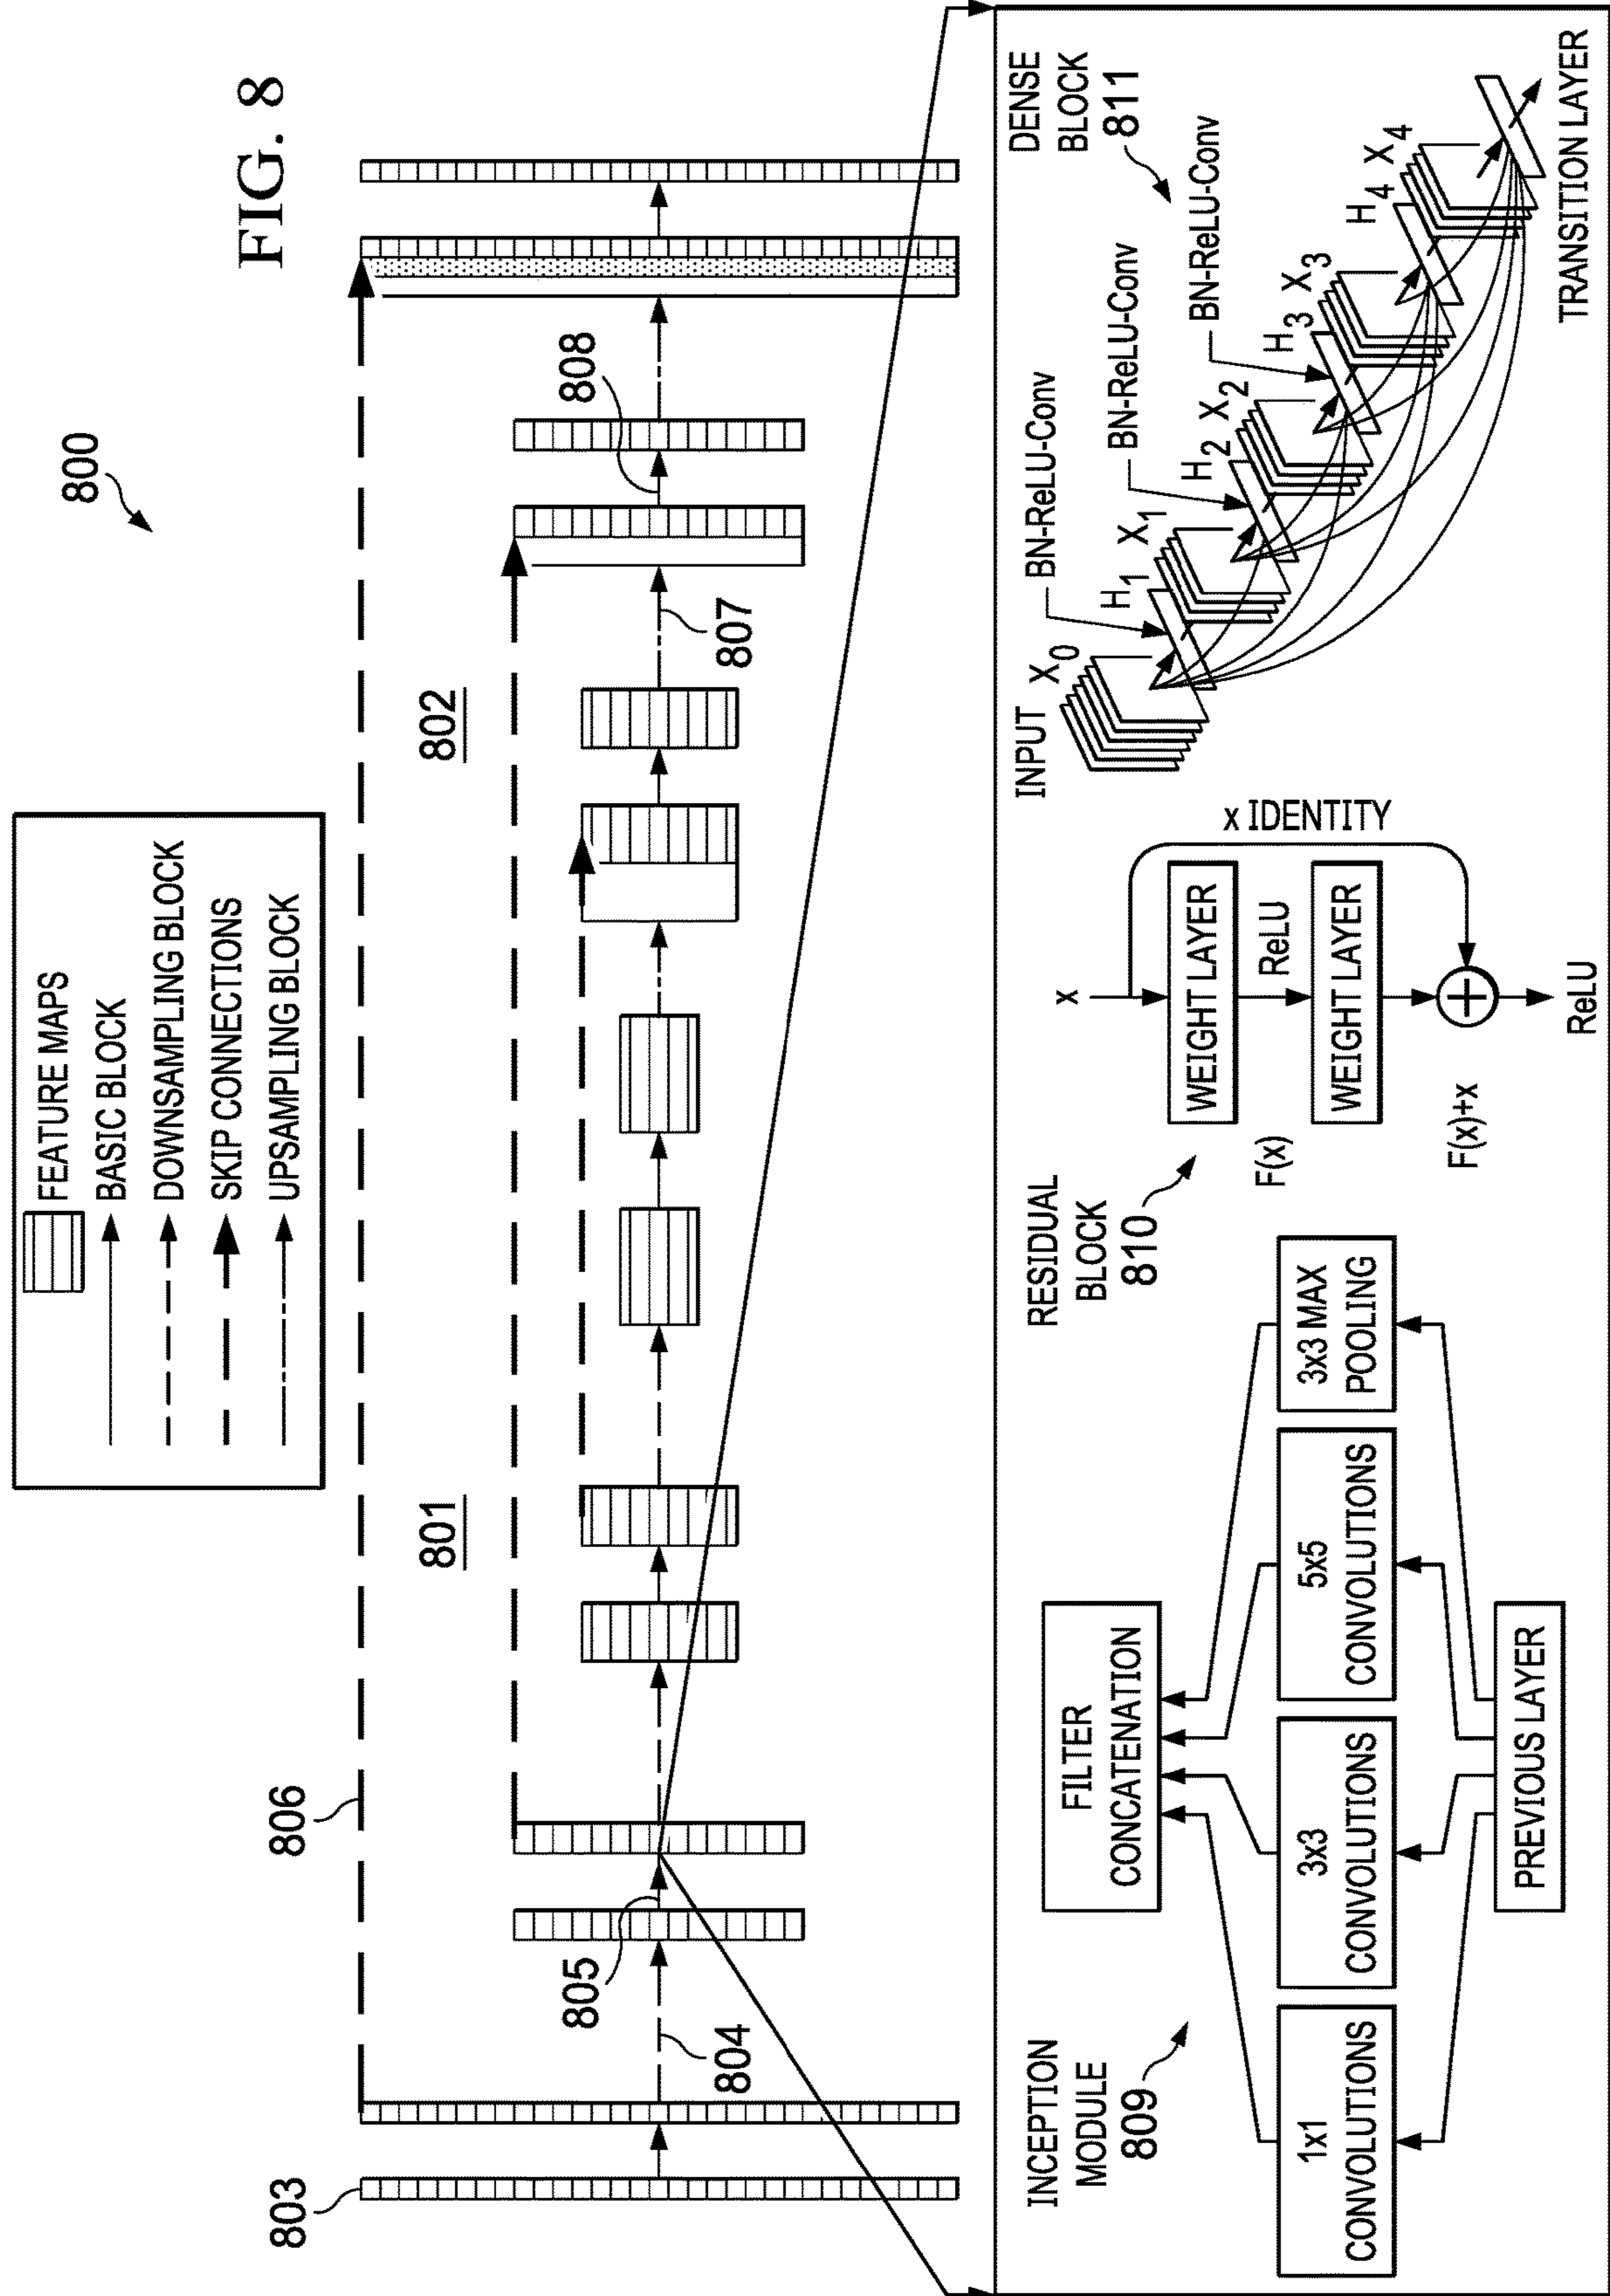 FIG. 8
800
FEATURE MAPS
BASIC BLOCK
DOWNSAMPLING BLOCK
SKIP CONNECTIONS
UPSAMPLING BLOCK
806
801
802
803
804
805
807
808
INCEPTION
MODULE
809
FILTER
CONCATENATION
1x1
CONVOLUTIONS
3x3
CONVOLUTIONS
5x5
CONVOLUTIONS
3x3 MAX
POOLING
PREVIOUS LAYER
RESIDUAL
BLOCK
810
x
WEIGHT LAYER
F(x)
ReLU
x IDENTITY
WEIGHT LAYER
F(x)+x
ReLU
DENSE
BLOCK
811
INPUT
X0
H1
X1
H2
X2
H3
X3
H4
X4
BN-ReLU-Conv
BN-ReLU-Conv
BN-ReLU-Conv
TRANSITION LAYER